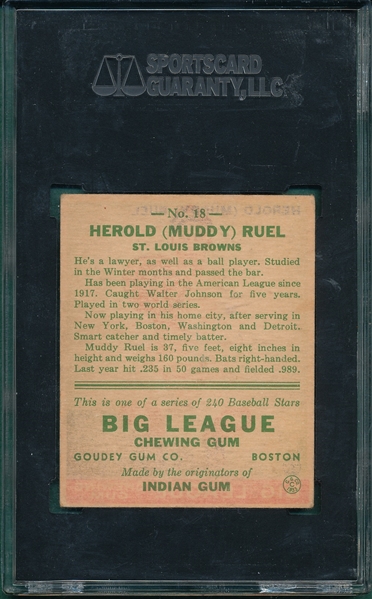 SPORTSCARD
GUARANTY, LLC
— No. 18 —
HEROLD (MUDDY) RUEL
ST. LOUIS BROWNS
He's a lawyer, as well as a ball player. Studied
in the Winter months and passed the bar.
Has been playing in the American League since
1917. Caught Walter Johnson for five years.
Played in two world series.
Now playing in his home city, after serving in
New York, Boston, Washington and Detroit.
Smart catcher and timely batter.
Muddy Ruel is 37, five feet, eight inches in
height and weighs 160 pounds. Bats right-handed.
Last year hit .235 in 50 games and fielded .989.
This is one of a series of 240 Baseball Stars
BIG LEAGUE
CHEWING GUM
GOUDEY GUM CO. BOSTON
Made by the originators of
INDIAN GUM